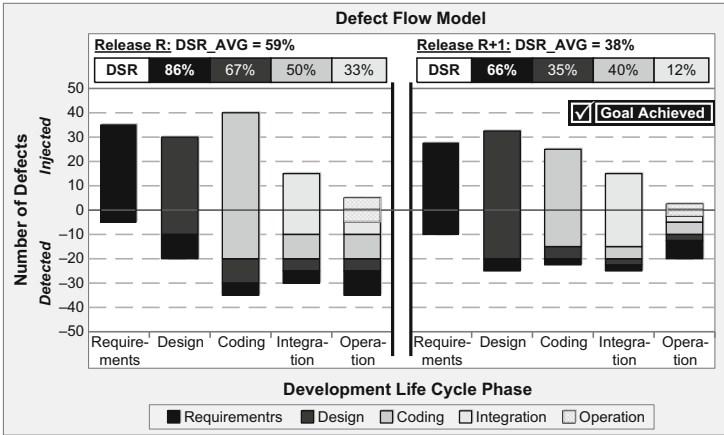 Defect Flow Model
Release R: DSR_AVG = 59%
DSR 86% 67% 50% 33%
Release R+1: DSR_AVG = 38%
DSR 66% 35% 40% 12%
Goal Achieved
Number of Defects
Injected
Detected
50
40
30
20
10
0
–10
–20
–30
–40
–50
Require-
ments
Design
Coding
Integra-
tion
Opera-
tion
Require-
ments
Design
Coding
Integra-
tion
Opera-
tion
Development Life Cycle Phase
Requirementrs Design Coding Integration Operation